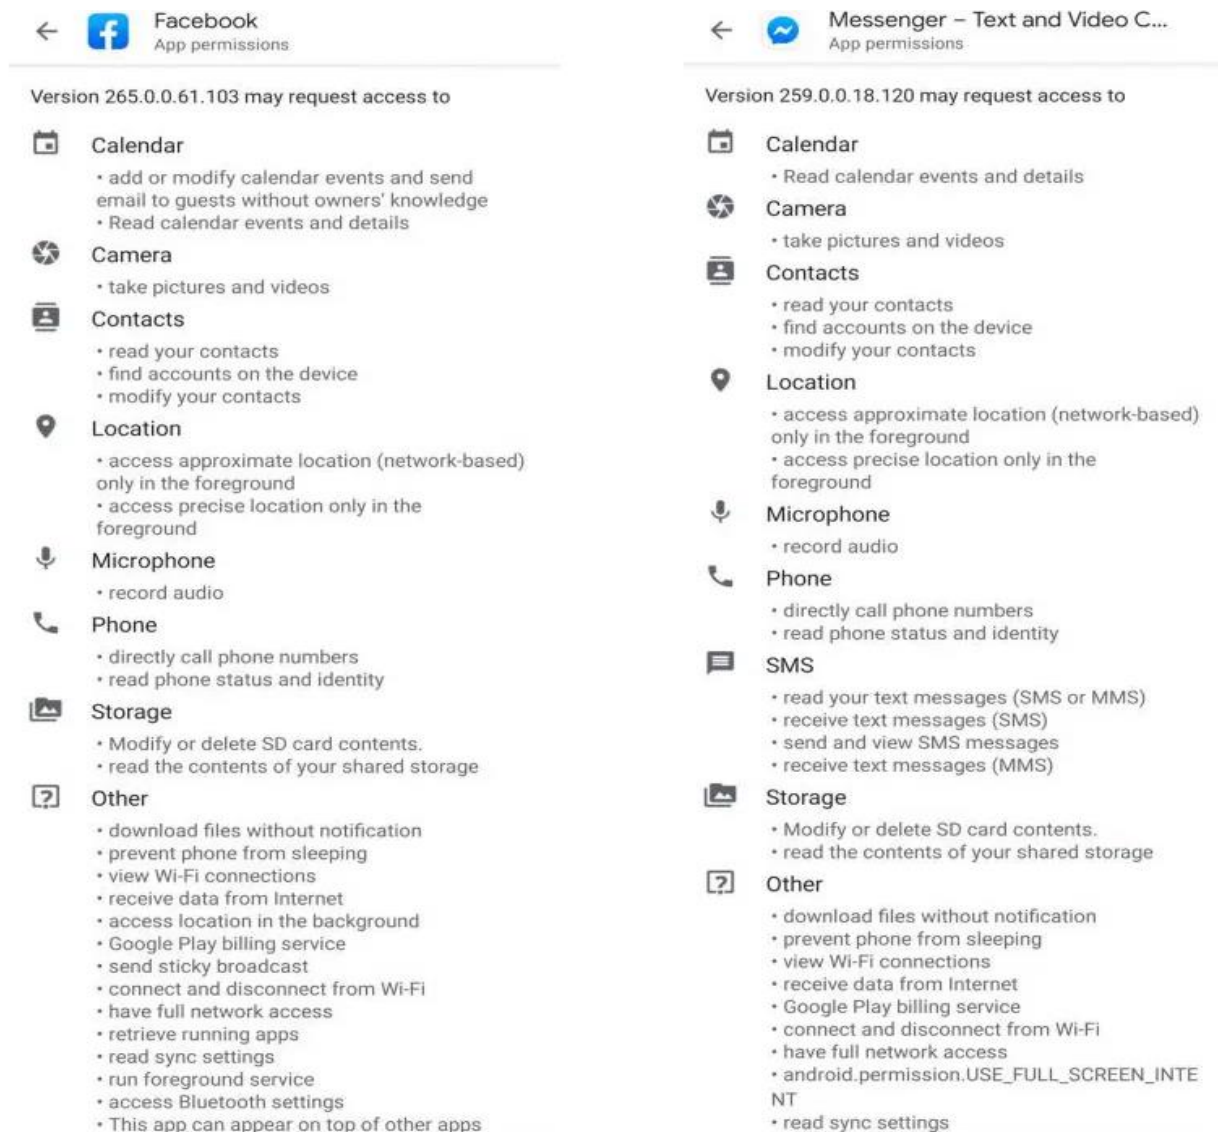 Facebook
App permissions
Version 265.0.0.61.103 may request access to
Calendar
• add or modify calendar events and send
email to guests without owners' knowledge
• Read calendar events and details
Camera
• take pictures and videos
Contacts
• read your contacts
• find accounts on the device
• modify your contacts
Location
• access approximate location (network-based)
only in the foreground
• access precise location only in the
foreground
Microphone
• record audio
Phone
• directly call phone numbers
• read phone status and identity
Storage
• Modify or delete SD card contents.
• read the contents of your shared storage
Other
• download files without notification
• prevent phone from sleeping
• view Wi-Fi connections
• receive data from Internet
• access location in the background
• Google Play billing service
• send sticky broadcast
• connect and disconnect from Wi-Fi
• have full network access
• retrieve running apps
• read sync settings
• run foreground service
• access Bluetooth settings
• This app can appear on top of other apps
Messenger – Text and Video C...
App permissions
Version 259.0.0.18.120 may request access to
Calendar
• Read calendar events and details
Camera
• take pictures and videos
Contacts
• read your contacts
• find accounts on the device
• modify your contacts
Location
• access approximate location (network-based)
only in the foreground
• access precise location only in the
foreground
Microphone
• record audio
Phone
• directly call phone numbers
• read phone status and identity
SMS
• read your text messages (SMS or MMS)
• receive text messages (SMS)
• send and view SMS messages
• receive text messages (MMS)
Storage
• Modify or delete SD card contents.
• read the contents of your shared storage
Other
• download files without notification
• prevent phone from sleeping
• view Wi-Fi connections
• receive data from Internet
• Google Play billing service
• connect and disconnect from Wi-Fi
• have full network access
• android.permission.USE_FULL_SCREEN_INTE
NT
• read sync settings